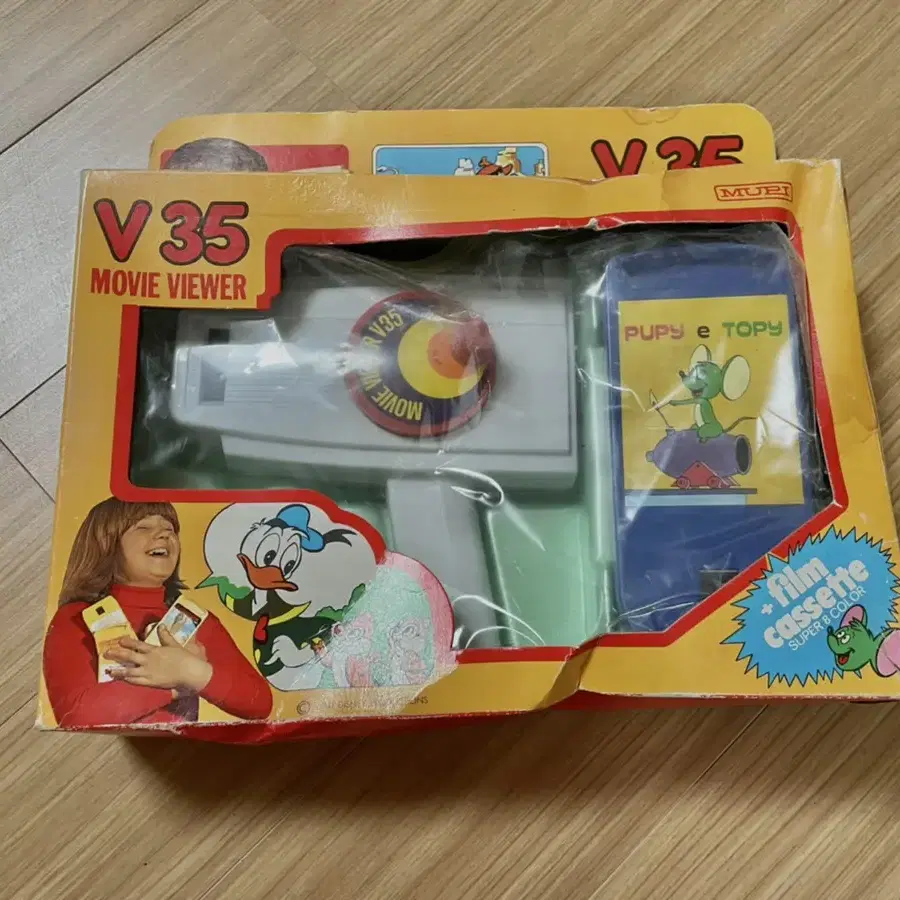 V 35
MUPI
V 35
MOVIE VIEWER
MOVIE VIEWER V35
PUPY e TOPY
+ film
cassette
SUPER 8 COLOR
©